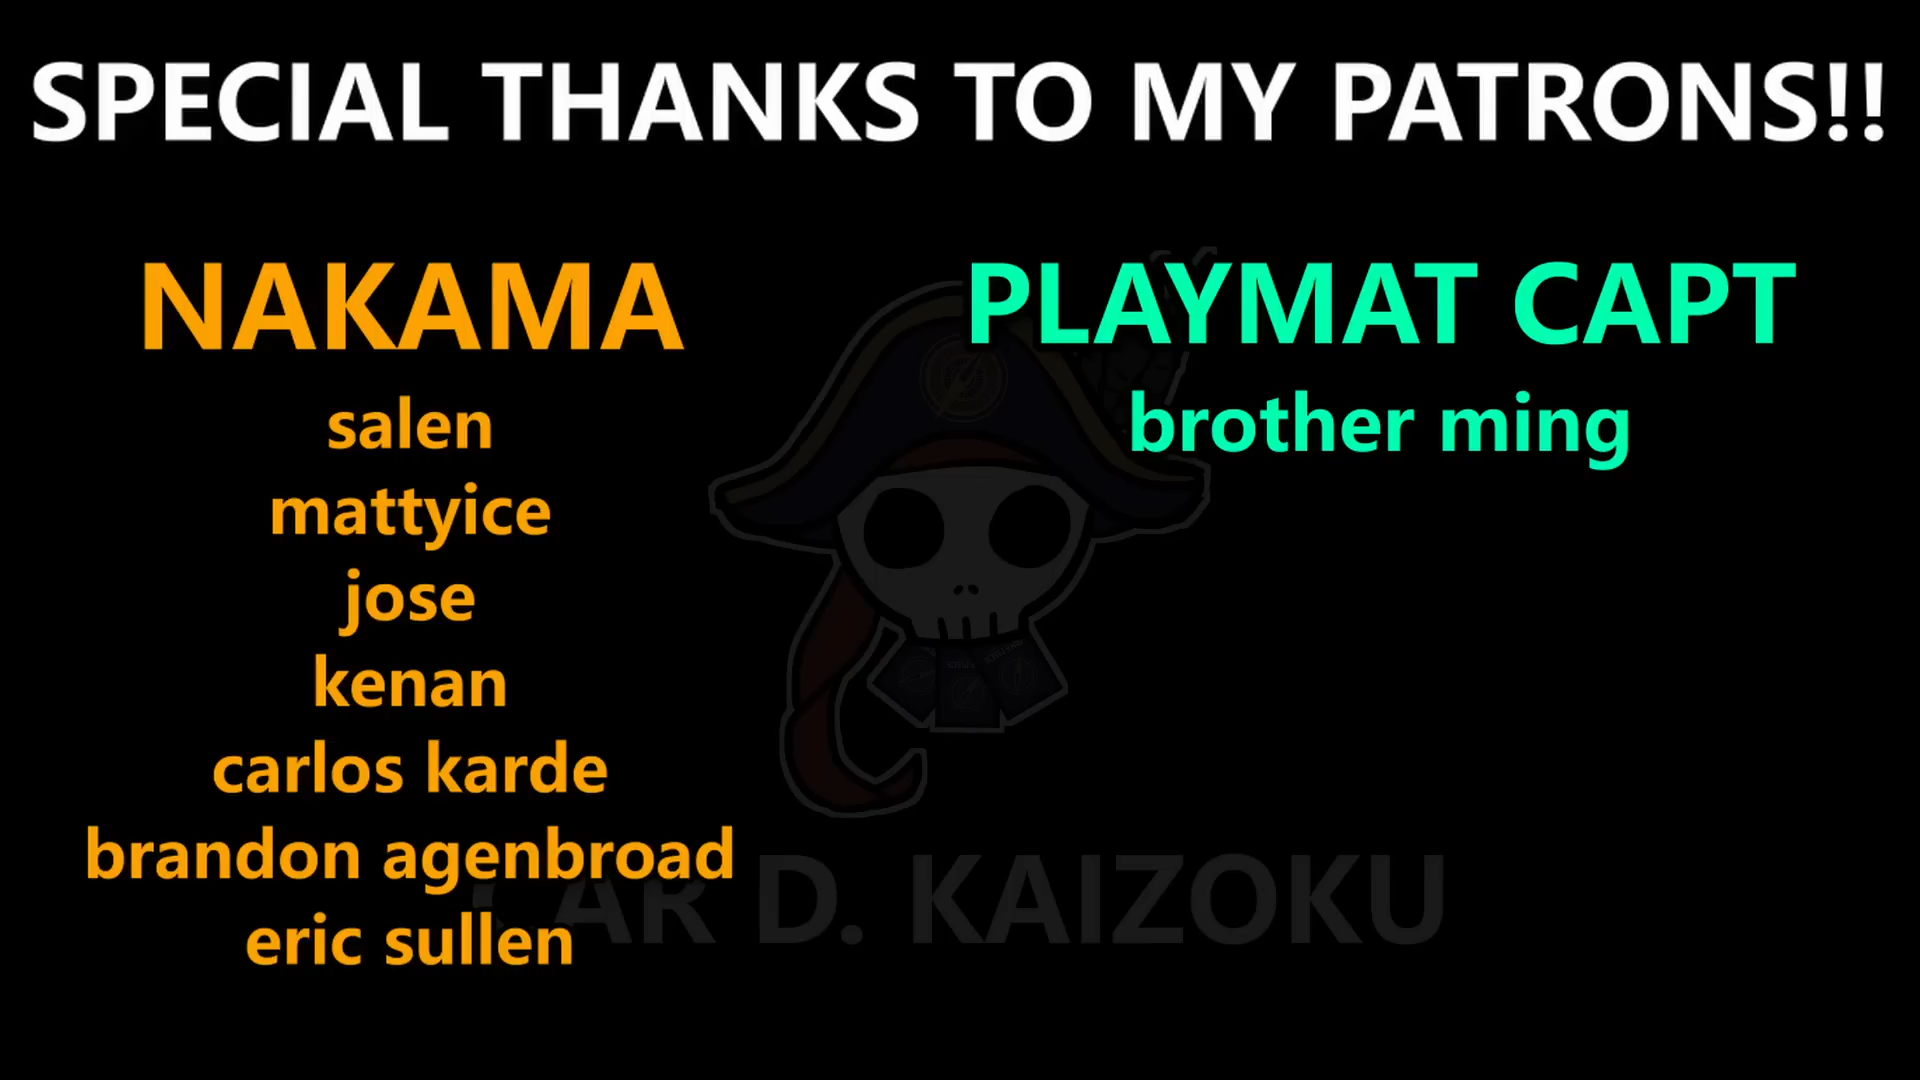 SPECIAL THANKS TO MY PATRONS!!
NAKAMA
salen
mattyice
jose
kenan
carlos karde
brandon agenbroad
eric sullen
PLAYMAT CAPT
brother ming
CAR D. KAIZOKU